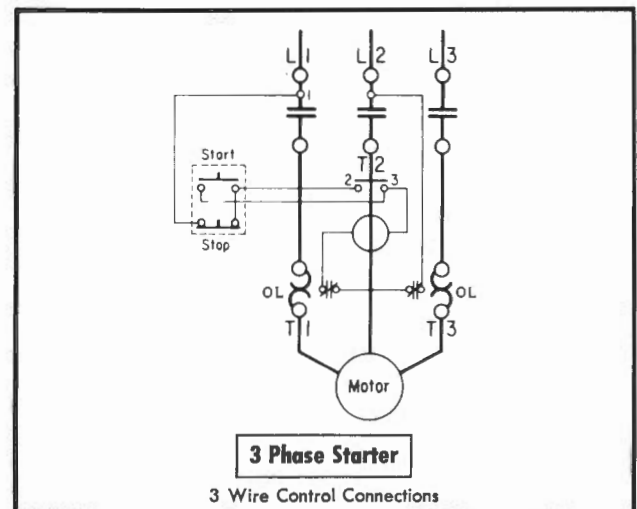 L1 L2 L3
1
Start
T2
2 3
Stop
OL OL
T1 T3
Motor
3 Phase Starter
3 Wire Control Connections